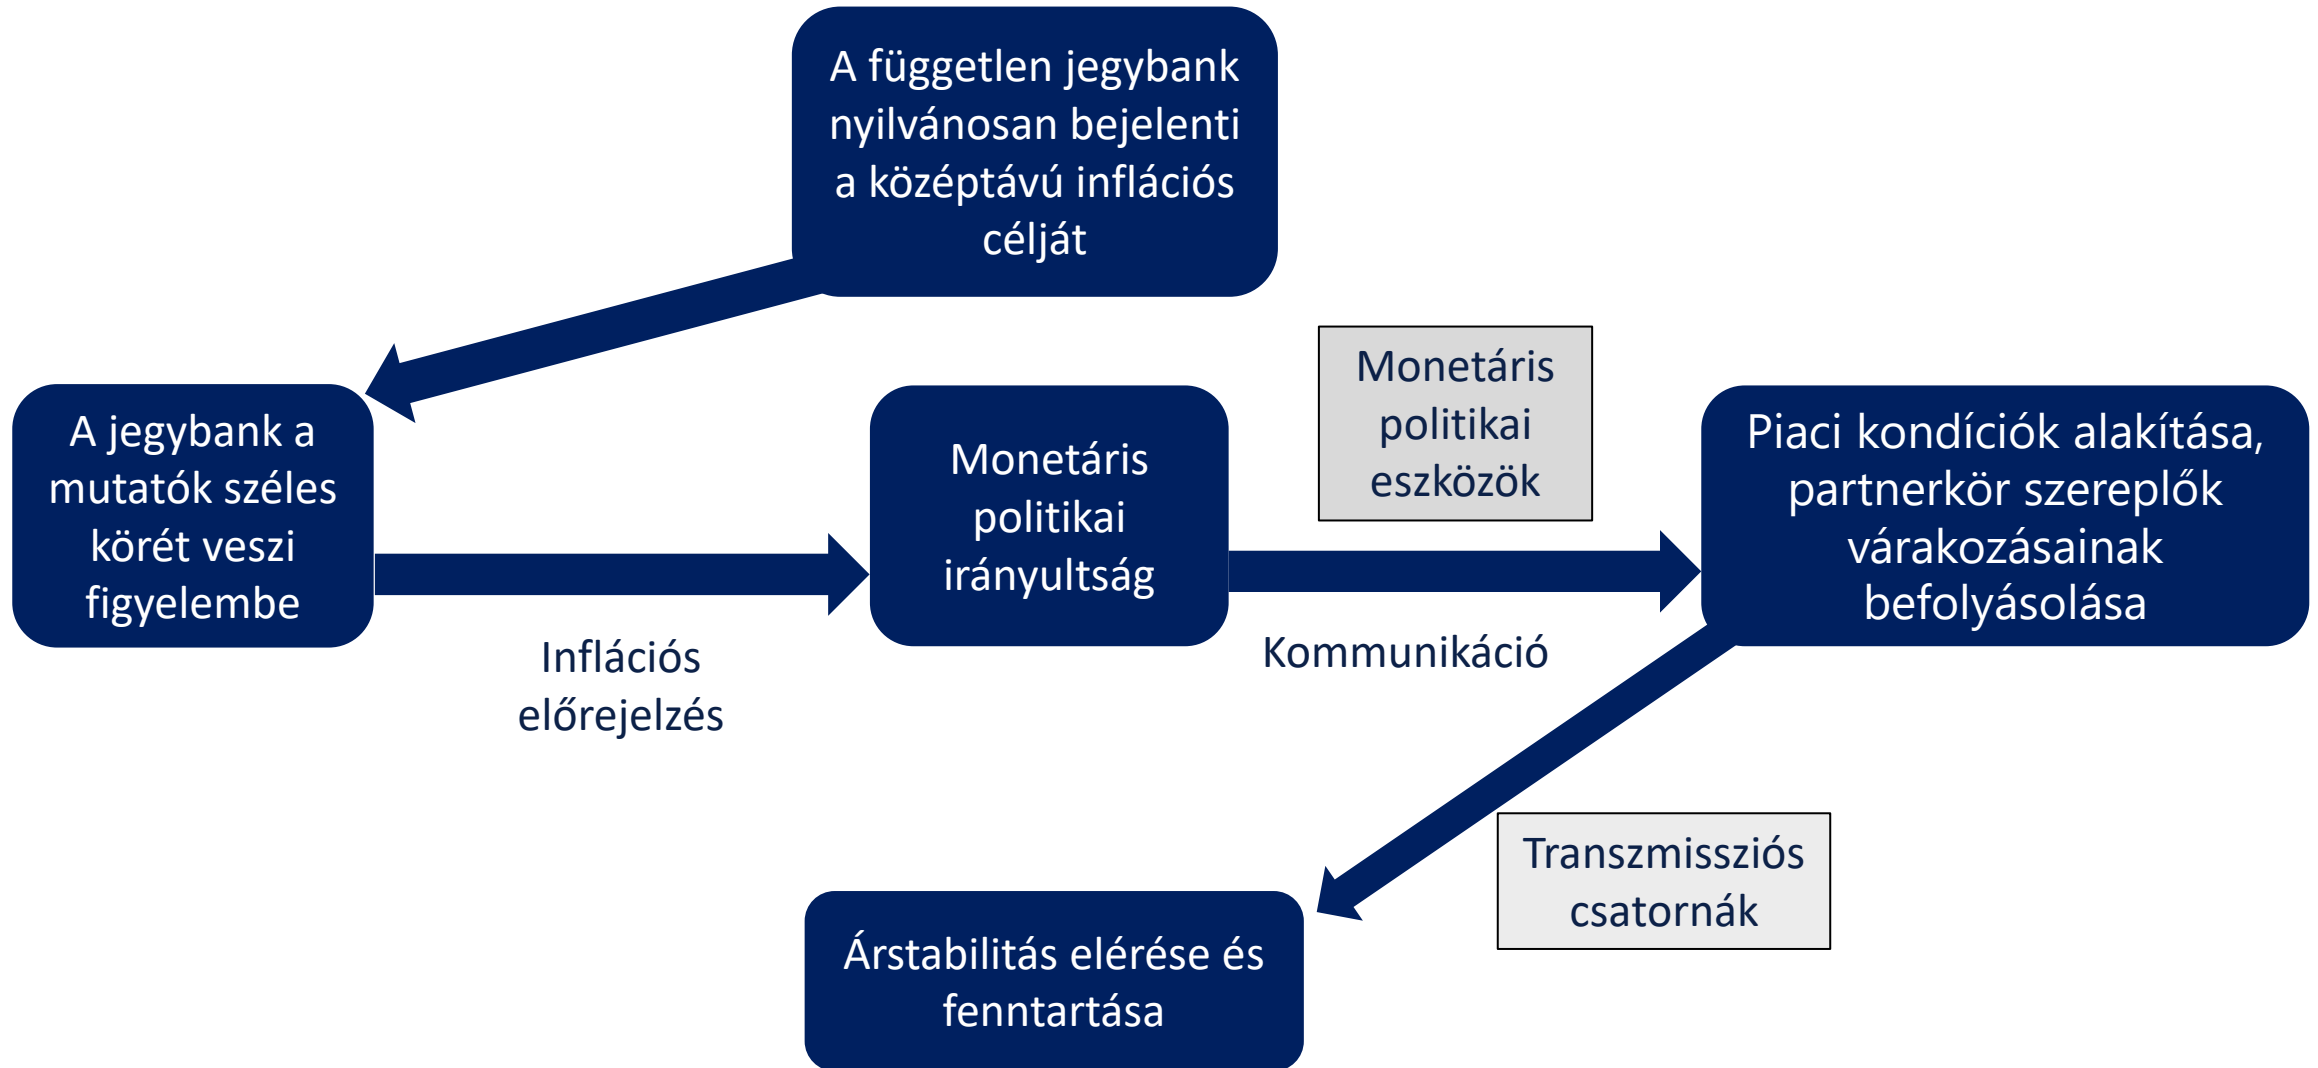 A független jegybank
nyilvánosan bejelenti
a középtávú inflációs
célját
A jegybank a
mutatók széles
körét veszi
figyelembe
Inflációs
előrejelzés
Monetáris
politikai
irányultság
Monetáris
politikai
eszközök
Kommunikáció
Piaci kondíciók alakítása,
partnerkör szereplők
várakozásainak
befolyásolása
Transzmissziós
csatornák
Árstabilitás elérése és
fenntartása